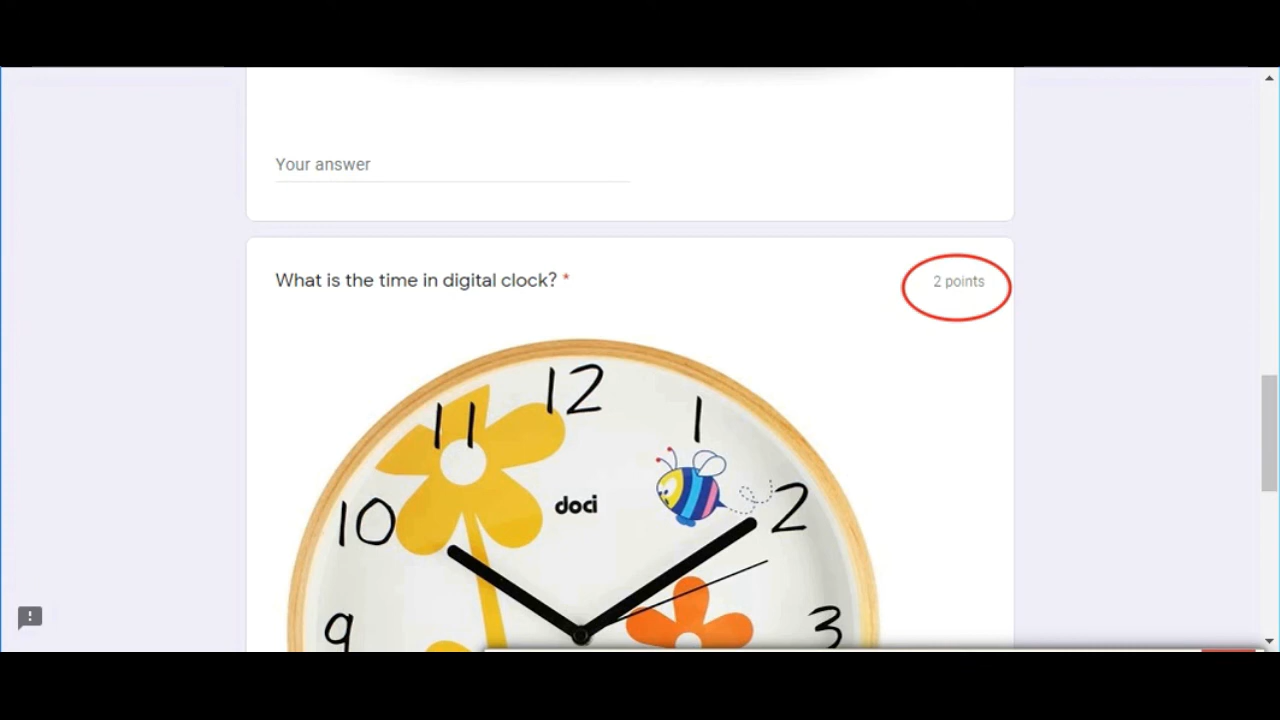 Your answer
What is the time in digital clock? *
2 points
12
11
1
10
doci
2
9
3